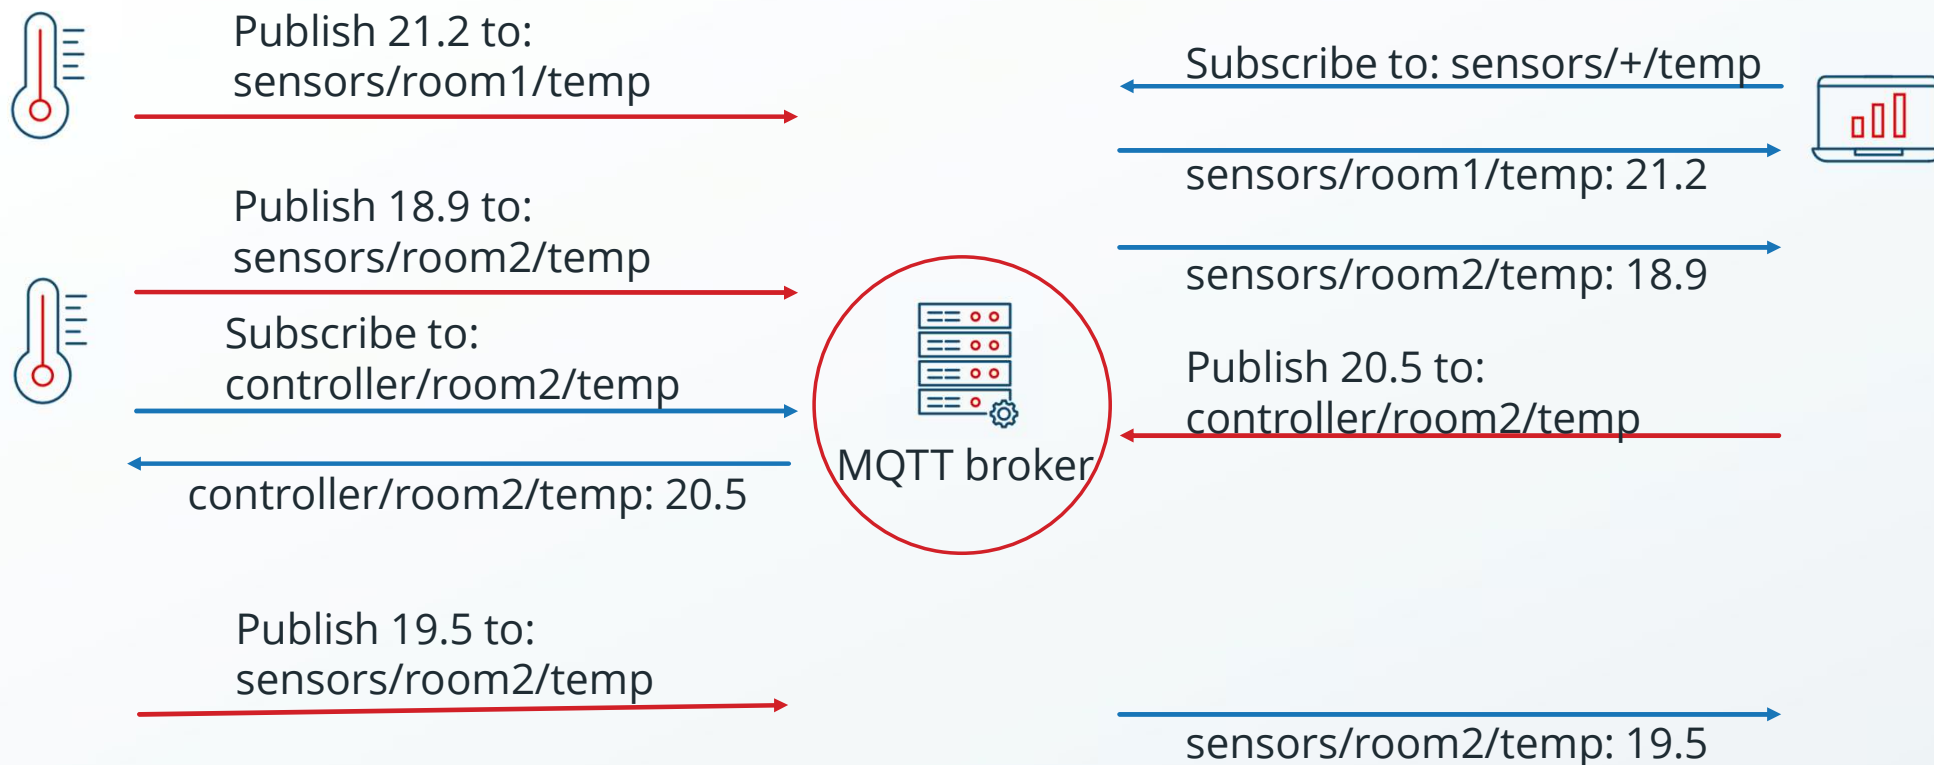 Publish 21.2 to:
sensors/room1/temp
Publish 18.9 to:
sensors/room2/temp
Subscribe to:
controller/room2/temp
controller/room2/temp: 20.5
Publish 19.5 to:
sensors/room2/temp
MQTT broker
Subscribe to: sensors/+/temp
sensors/room1/temp: 21.2
sensors/room2/temp: 18.9
Publish 20.5 to:
controller/room2/temp
sensors/room2/temp: 19.5